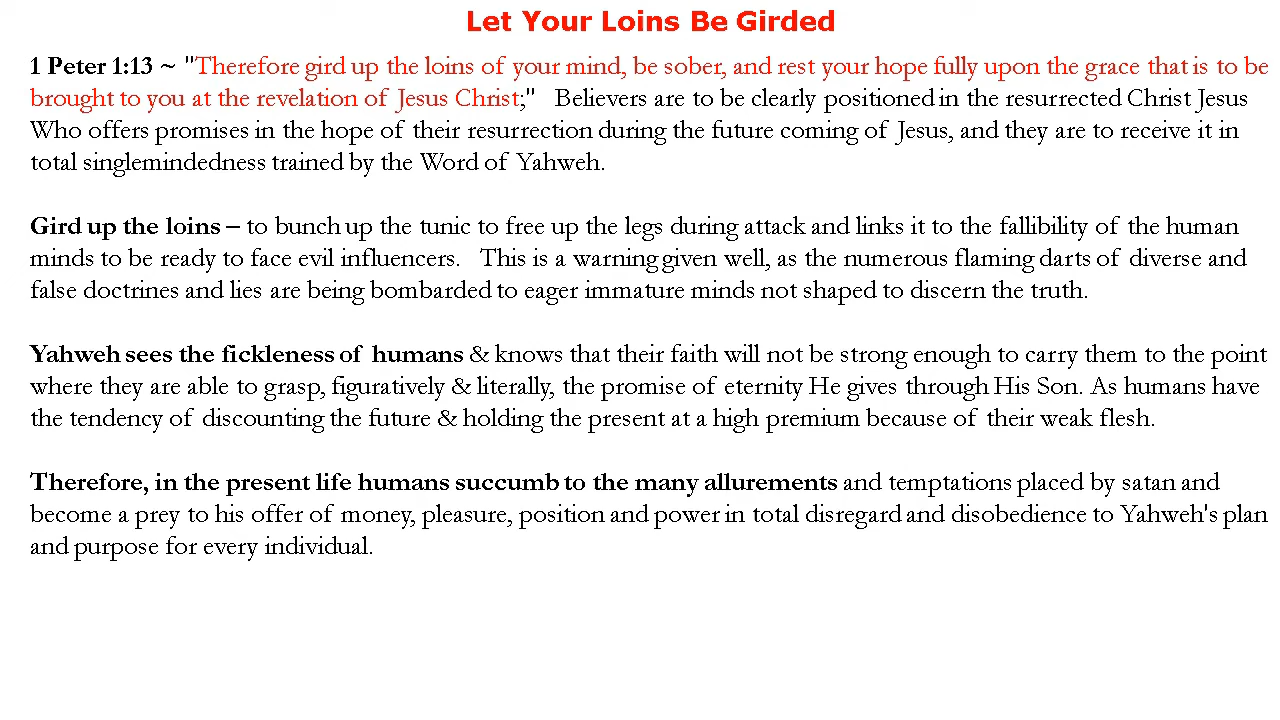 Let Your Loins Be Girded
1 Peter 1:13 ~ "Therefore gird up the loins of your mind, be sober, and rest your hope fully upon the grace that is to be
brought to you at the revelation of Jesus Christ;" Believers are to be clearly positioned in the resurrected Christ Jesus
Who offers promises in the hope of their resurrection during the future coming of Jesus, and they are to receive it in
total singlemindedness trained by the Word of Yahweh.
Gird up the loins – to bunch up the tunic to free up the legs during attack and links it to the fallibility of the human
minds to be ready to face evil influencers. This is a warning given well, as the numerous flaming darts of diverse and
false doctrines and lies are being bombarded to eager immature minds not shaped to discern the truth.
Yahweh sees the fickleness of humans & knows that their faith will not be strong enough to carry them to the point
where they are able to grasp, figuratively & literally, the promise of eternity He gives through His Son. As humans have
the tendency of discounting the future & holding the present at a high premium because of their weak flesh.
Therefore, in the present life humans succumb to the many allurements and temptations placed by satan and
become a prey to his offer of money, pleasure, position and power in total disregard and disobedience to Yahweh's plan
and purpose for every individual.